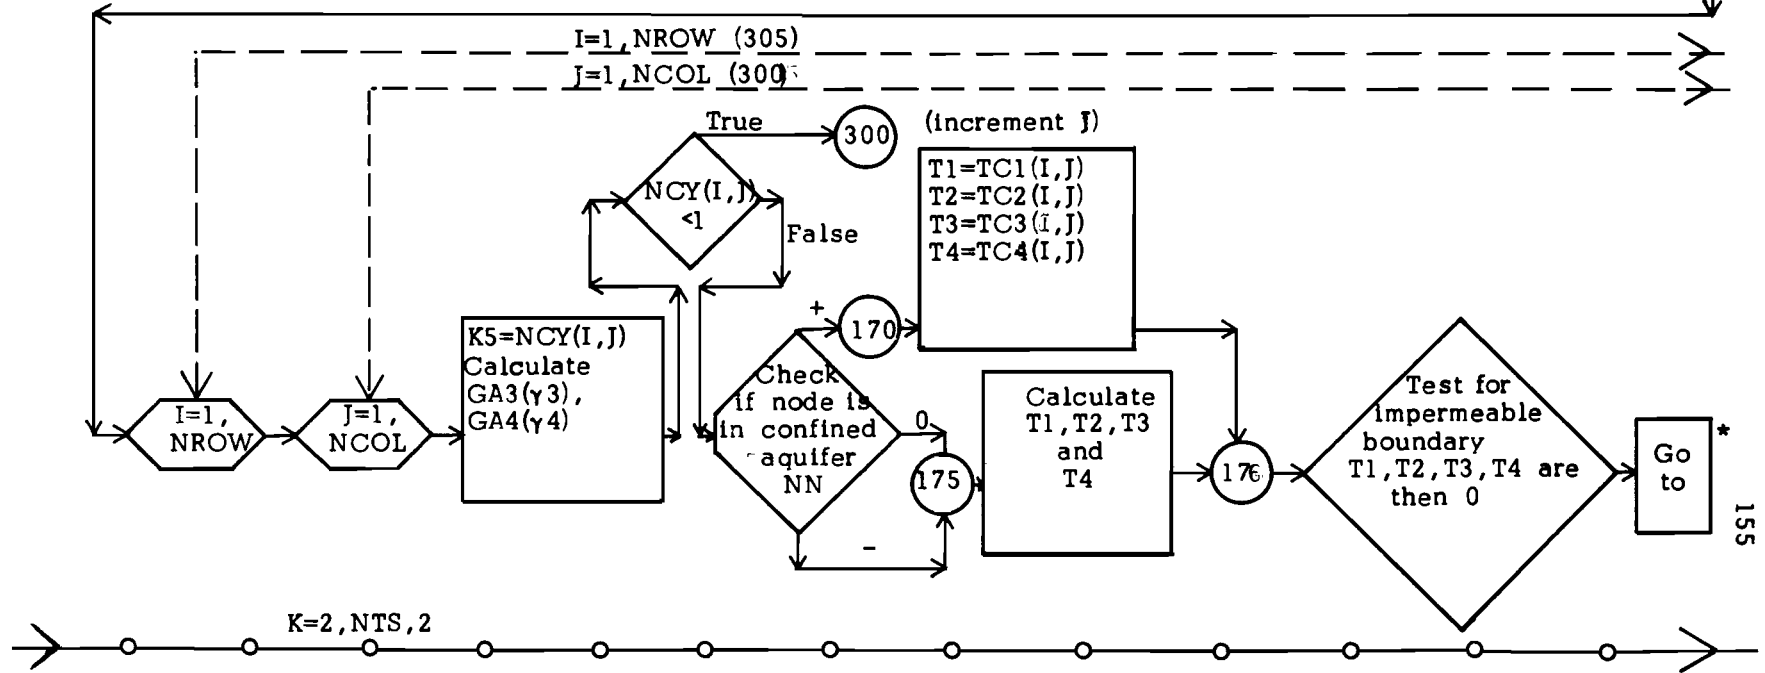 I=1,NROW (305)
J=1,NCOL (300)
True
300
(increment J)
NCY(I,J)
<1
False
T1=TC1(I,J)
T2=TC2(I,J)
T3=TC3(I,J)
T4=TC4(I,J)
+
170
K5=NCY(I,J)
Calculate
GA3(γ3),
GA4(γ4)
I=1,
NROW
J=1,
NCOL
Check
if node is
in confined
aquifer
NN
0
175
-
Calculate
T1,T2,T3
and
T4
176
Test for
impermeable
boundary
T1,T2,T3,T4 are
then 0
Go
to
*
155
K=2,NTS,2